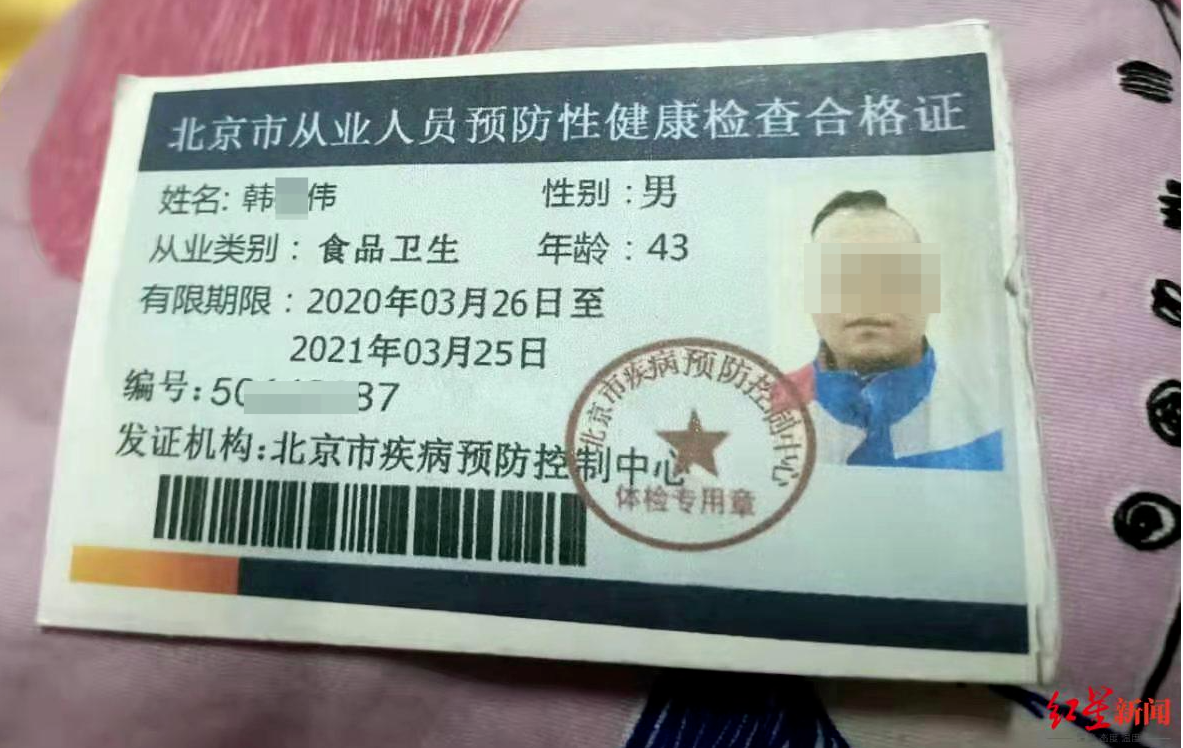 北京市从业人员预防性健康检查合格证
姓名: 韩 伟
性别：男
从业类别：食品卫生
年龄：43
有限期限：2020年03月26日至
2021年03月25日
编号:50 37
发证机构:北京市疾病预防控制中心
北京市疾病预防控制中心
体检专用章
红星新闻